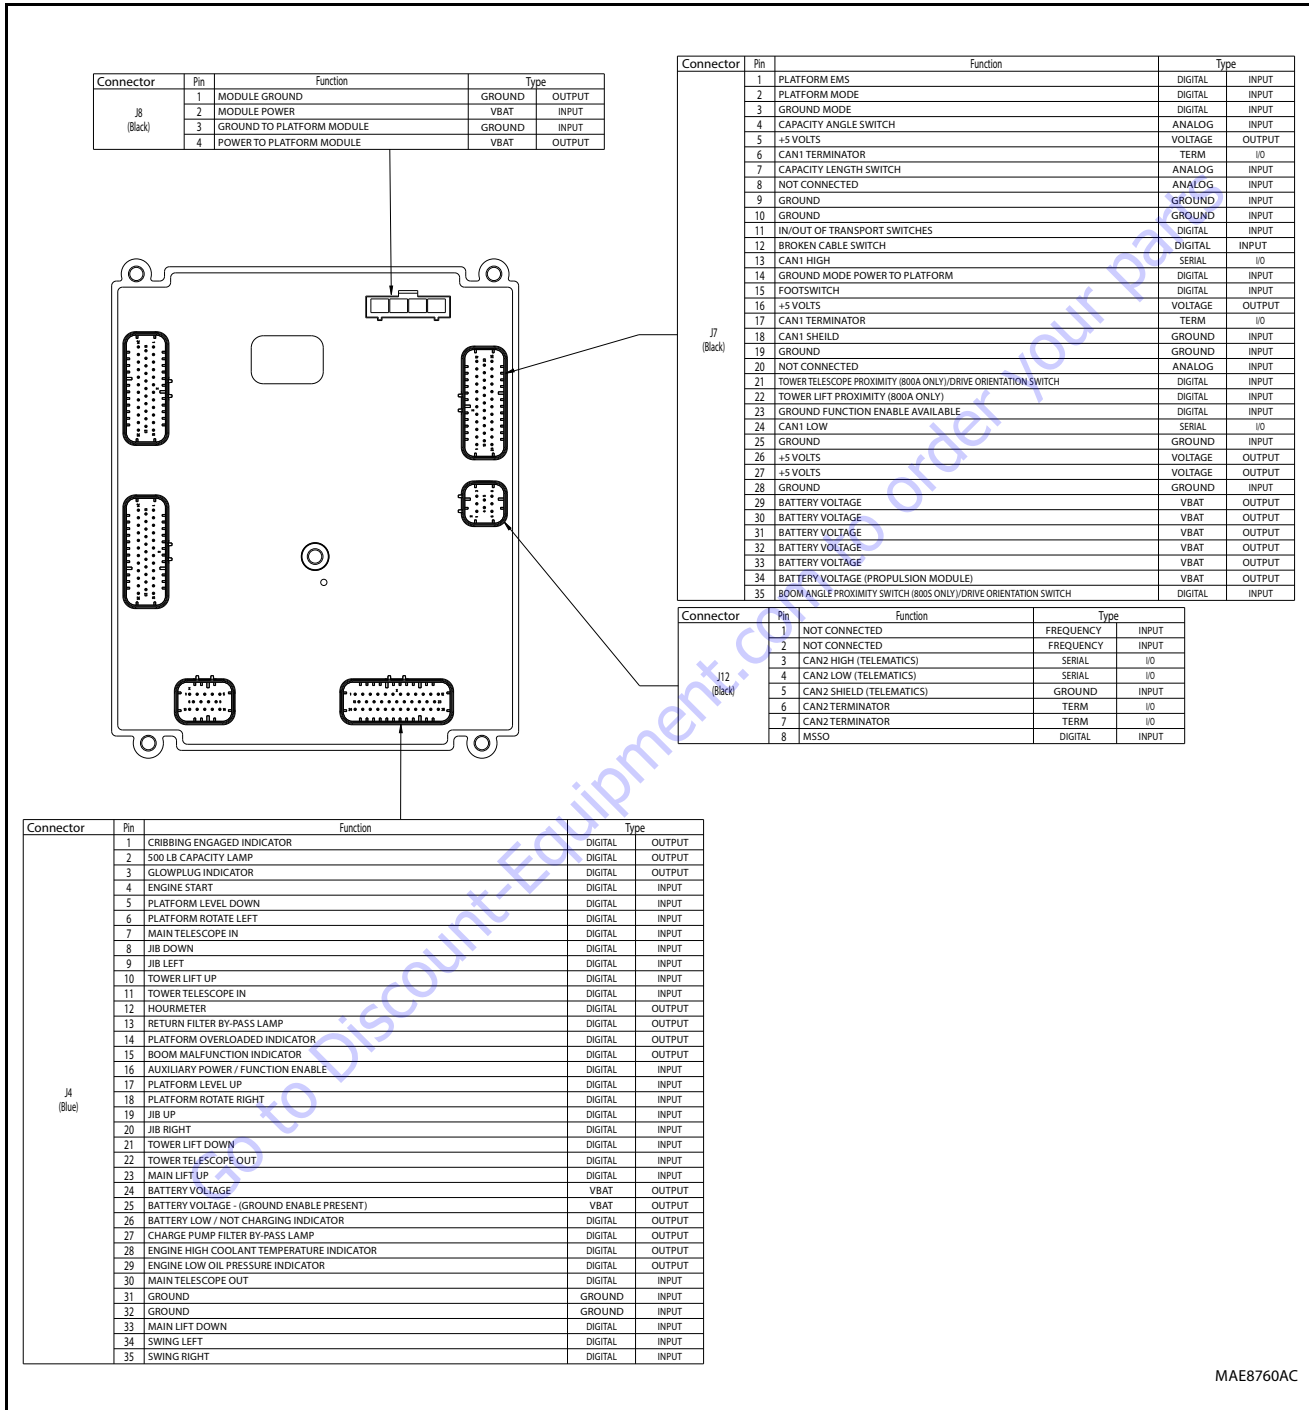 Connector Pin Function Type
J8
(Black)
1 MODULE GROUND GROUND OUTPUT
2 MODULE POWER VBAT INPUT
3 GROUND TO PLATFORM MODULE GROUND INPUT
4 POWER TO PLATFORM MODULE VBAT OUTPUT
Connector Pin Function Type
J7
(Black)
1 PLATFORM EMS DIGITAL INPUT
2 PLATFORM MODE DIGITAL INPUT
3 GROUND MODE DIGITAL INPUT
4 CAPACITY ANGLE SWITCH ANALOG INPUT
5 +5 VOLTS VOLTAGE OUTPUT
6 CAN1 TERMINATOR TERM I/O
7 CAPACITY LENGTH SWITCH ANALOG INPUT
8 NOT CONNECTED ANALOG INPUT
9 GROUND GROUND INPUT
10 GROUND GROUND INPUT
11 IN/OUT OF TRANSPORT SWITCHES DIGITAL INPUT
12 BROKEN CABLE SWITCH DIGITAL INPUT
13 CAN1 HIGH SERIAL I/O
14 GROUND MODE POWER TO PLATFORM DIGITAL INPUT
15 FOOTSWITCH DIGITAL INPUT
16 +5 VOLTS VOLTAGE OUTPUT
17 CAN1 TERMINATOR TERM I/O
18 CAN1 SHEILD GROUND INPUT
19 GROUND GROUND INPUT
20 NOT CONNECTED ANALOG INPUT
21 TOWER TELESCOPE PROXIMITY (800A ONLY)/DRIVE ORIENTATION SWITCH DIGITAL INPUT
22 TOWER LIFT PROXIMITY (800A ONLY) DIGITAL INPUT
23 GROUND FUNCTION ENABLE AVAILABLE DIGITAL INPUT
24 CAN1 LOW SERIAL I/O
25 GROUND GROUND INPUT
26 +5 VOLTS VOLTAGE OUTPUT
27 +5 VOLTS VOLTAGE OUTPUT
28 GROUND GROUND INPUT
29 BATTERY VOLTAGE VBAT OUTPUT
30 BATTERY VOLTAGE VBAT OUTPUT
31 BATTERY VOLTAGE VBAT OUTPUT
32 BATTERY VOLTAGE VBAT OUTPUT
33 BATTERY VOLTAGE VBAT OUTPUT
34 BATTERY VOLTAGE (PROPULSION MODULE) VBAT OUTPUT
35 BOOM ANGLE PROXIMITY SWITCH (800S ONLY)/DRIVE ORIENTATION SWITCH DIGITAL INPUT
Connector Pin Function Type
J12
(Black)
1 NOT CONNECTED FREQUENCY INPUT
2 NOT CONNECTED FREQUENCY INPUT
3 CAN2 HIGH (TELEMATICS) SERIAL I/O
4 CAN2 LOW (TELEMATICS) SERIAL I/O
5 CAN2 SHIELD (TELEMATICS) GROUND INPUT
6 CAN2 TERMINATOR TERM I/O
7 CAN2 TERMINATOR TERM I/O
8 MSSO DIGITAL INPUT
Connector Pin Function Type
J4
(Blue)
1 CRIBBING ENGAGED INDICATOR DIGITAL OUTPUT
2 500 LB CAPACITY LAMP DIGITAL OUTPUT
3 GLOWPLUG INDICATOR DIGITAL OUTPUT
4 ENGINE START DIGITAL INPUT
5 PLATFORM LEVEL DOWN DIGITAL INPUT
6 PLATFORM ROTATE LEFT DIGITAL INPUT
7 MAIN TELESCOPE IN DIGITAL INPUT
8 JIB DOWN DIGITAL INPUT
9 JIB LEFT DIGITAL INPUT
10 TOWER LIFT UP DIGITAL INPUT
11 TOWER TELESCOPE IN DIGITAL INPUT
12 HOURMETER DIGITAL OUTPUT
13 RETURN FILTER BY-PASS LAMP DIGITAL OUTPUT
14 PLATFORM OVERLOADED INDICATOR DIGITAL OUTPUT
15 BOOM MALFUNCTION INDICATOR DIGITAL OUTPUT
16 AUXILIARY POWER / FUNCTION ENABLE DIGITAL INPUT
17 PLATFORM LEVEL UP DIGITAL INPUT
18 PLATFORM ROTATE RIGHT DIGITAL INPUT
19 JIB UP DIGITAL INPUT
20 JIB RIGHT DIGITAL INPUT
21 TOWER LIFT DOWN DIGITAL INPUT
22 TOWER TELESCOPE OUT DIGITAL INPUT
23 MAIN LIFT UP DIGITAL INPUT
24 BATTERY VOLTAGE VBAT OUTPUT
25 BATTERY VOLTAGE - (GROUND ENABLE PRESENT) VBAT OUTPUT
26 BATTERY LOW / NOT CHARGING INDICATOR DIGITAL OUTPUT
27 CHARGE PUMP FILTER BY-PASS LAMP DIGITAL OUTPUT
28 ENGINE HIGH COOLANT TEMPERATURE INDICATOR DIGITAL OUTPUT
29 ENGINE LOW OIL PRESSURE INDICATOR DIGITAL OUTPUT
30 MAIN TELESCOPE OUT DIGITAL INPUT
31 GROUND GROUND INPUT
32 GROUND GROUND INPUT
33 MAIN LIFT DOWN DIGITAL INPUT
34 SWING LEFT DIGITAL INPUT
35 SWING RIGHT DIGITAL INPUT
Go to Discount-Equipment.com to order your parts
MAE8760AC